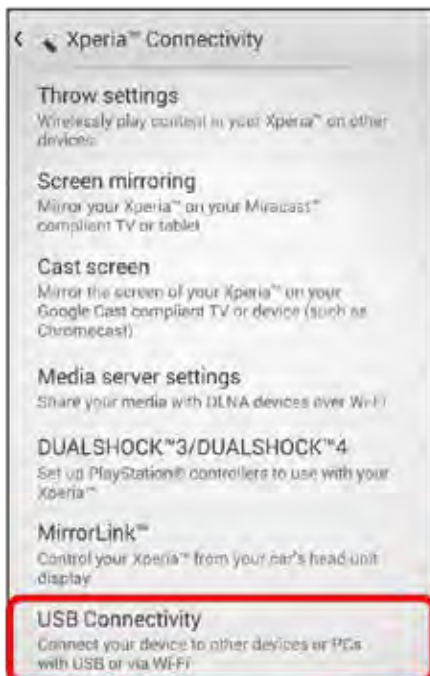 Xperia™ Connectivity
Throw settings
Wirelessly play content in your Xperia™ on other
devices
Screen mirroring
Mirror your Xperia™ on your Miracast™
compliant TV or tablet
Cast screen
Mirror the screen of your Xperia™ on your
Google Cast compliant TV or device (such as
Chromecast)
Media server settings
Share your media with DLNA devices over Wi-Fi
DUALSHOCK™3/DUALSHOCK™4
Set up PlayStation® controllers to use with your
Xperia™
MirrorLink™
Control your Xperia™ from your car's head unit
display
USB Connectivity
Connect your device to other devices or PCs
with USB or via Wi-Fi